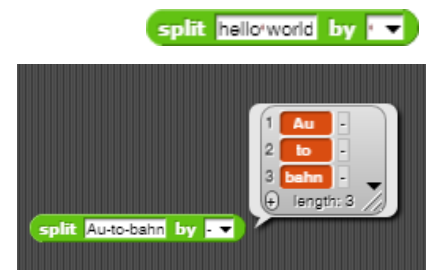 split hello world by
1 Au -
2 to -
3 bahn -
+ length: 3
split Au-to-bahn by -